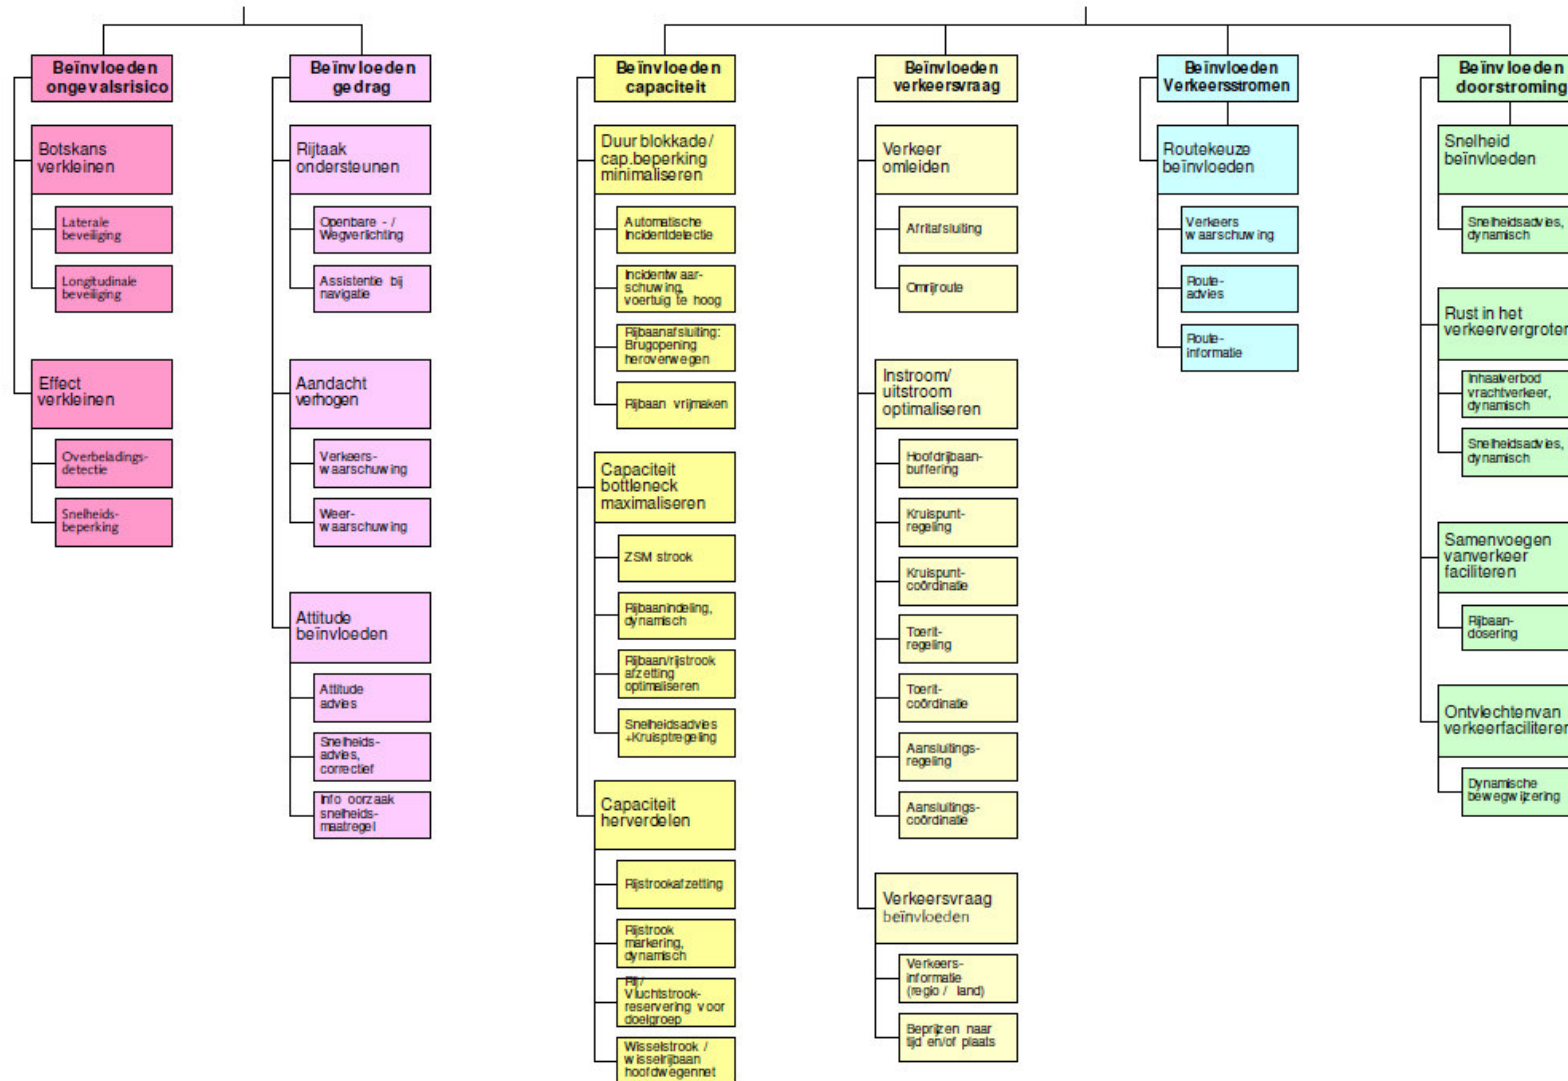 Beïnvloeden
ongevalsrisico
Botskans
verkleinen
Laterale
beveiliging
Longitudinale
beveiliging
Effect
verkleinen
Overbeladings-
detectie
Snelheids-
beperking
Beïnvloeden
gedrag
Rijtaak
ondersteunen
Openbare - /
Wegverlichting
Assistentie bij
navigatie
Aandacht
verhogen
Verkeers-
waarschuwing
Weer-
waarschuwing
Attitude
beïnvloeden
Attitude
advies
Snelheids-
advies,
correctief
Info oorzaak
snelheids-
maatregel
Beïnvloeden
capaciteit
Duur blokkade/
cap.beperking
minimaliseren
Automatische
Incidentdetectie
Incidentwaar-
schuwing,
voertuig te hoog
Rijbaanafsluiting:
Brugopening
heroverwegen
Rijbaan vrijmaken
Capaciteit
bottleneck
maximaliseren
ZSM strook
Rijbaanindeling,
dynamisch
Rijbaan/rijstrook
afzetting
optimaliseren
Snelheidsadvies
+Kruisptregeling
Capaciteit
herverdelen
Rijstrookafzetting
Rijstrook
markering,
dynamisch
Rij/
Vluchtstrook-
reservering voor
doelgroep
Wisselstrook /
wisselrijbaan
hoofdwegennet
Beïnvloeden
verkeersvraag
Verkeer
omleiden
Afritafsluiting
Omrijroute
Instroom/
uitstroom
optimaliseren
Hoofdrijbaan-
buffering
Kruispunt-
regeling
Kruispunt-
coördinatie
Toerit-
regeling
Toerit-
coördinatie
Aansluitings-
regeling
Aansluitings-
coördinatie
Verkeersvraag
beïnvloeden
Verkeers-
informatie
(regio / land)
Beprijzen naar
tijd en/of plaats
Beïnvloeden
Verkeersstromen
Routekeuze
beïnvloeden
Verkeers
waarschuwing
Route-
advies
Route-
informatie
Beïnvloeden
doorstroming
Snelheid
beïnvloeden
Snelheidsadvies,
dynamisch
Rust in het
verkeervergroten
Inhaalverbod
vrachtverkeer,
dynamisch
Snelheidsadvies,
dynamisch
Samenvoegen
vanverkeer
faciliteren
Rijbaan-
dosering
Ontvlechtenvan
verkeerfaciliteren
Dynamische
bewegwijzering